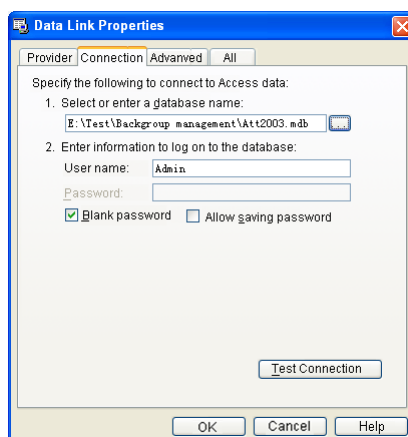 Data Link Properties
Provider Connection Advanved All
Specify the following to connect to Access data:
1. Select or enter a database name:
E:\Test\Backgroup management\Att2003.mdb ...
2. Enter information to log on to the database:
User name: Admin
Password:
Blank password Allow saving password
Test Connection
OK Cancel Help